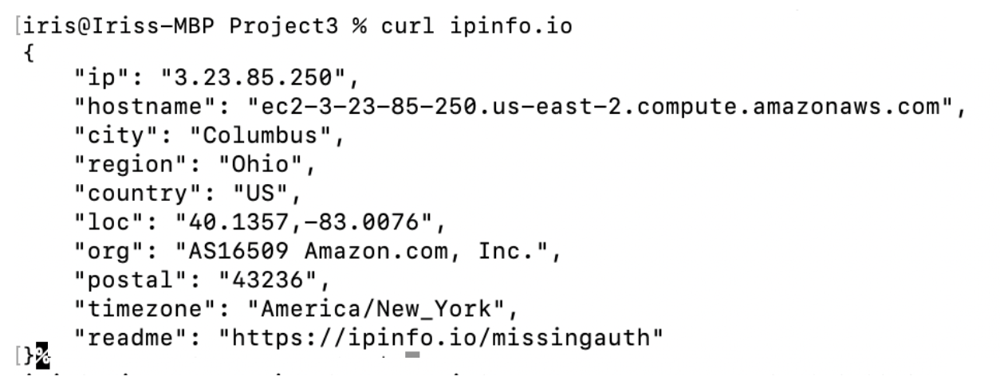 [iris@Iriss-MBP Project3 % curl ipinfo.io
{
"ip": "3.23.85.250",
"hostname": "ec2-3-23-85-250.us-east-2.compute.amazonaws.com",
"city": "Columbus",
"region": "Ohio",
"country": "US",
"loc": "40.1357,-83.0076",
"org": "AS16509 Amazon.com, Inc.",
"postal": "43236",
"timezone": "America/New_York",
"readme": "https://ipinfo.io/missingauth"
[}%